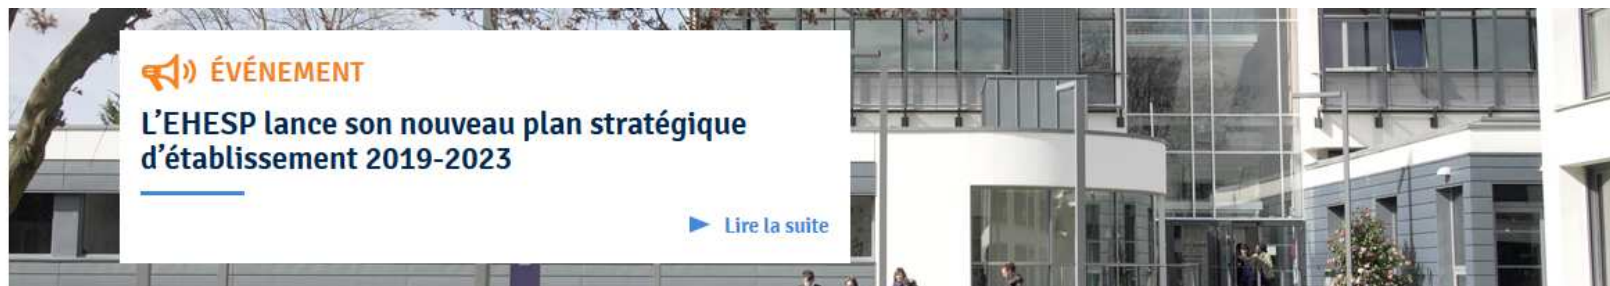 ÉVÉNEMENT
L’EHESP lance son nouveau plan stratégique
d’établissement 2019-2023
Lire la suite